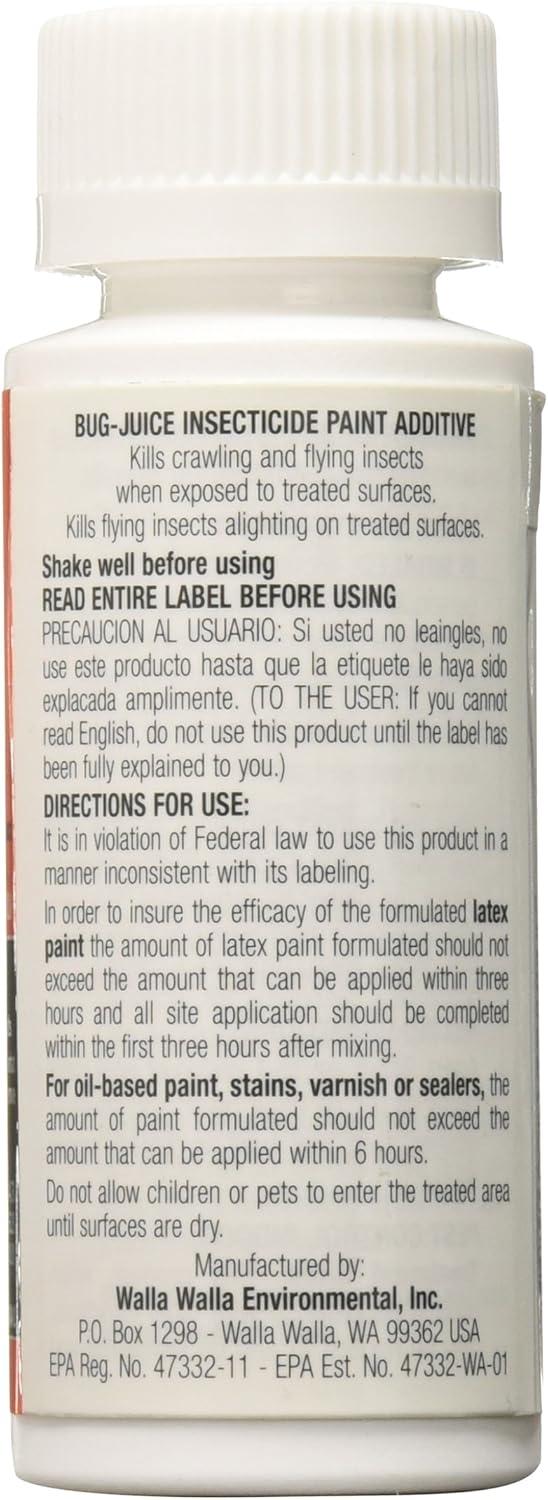 BUG-JUICE INSECTICIDE PAINT ADDITIVE
Kills crawling and flying insects
when exposed to treated surfaces.
Kills flying insects alighting on treated surfaces.
Shake well before using
READ ENTIRE LABEL BEFORE USING
PRECAUCION AL USUARIO: Si usted no leaingles, no
use este producto hasta que la etiquete le haya sido
explacada amplimente. (TO THE USER: If you cannot
read English, do not use this product until the label has
been fully explained to you.)
DIRECTIONS FOR USE:
It is in violation of Federal law to use this product in a
manner inconsistent with its labeling.
In order to insure the efficacy of the formulated latex
paint the amount of latex paint formulated should not
exceed the amount that can be applied within three
hours and all site application should be completed
within the first three hours after mixing.
For oil-based paint, stains, varnish or sealers, the
amount of paint formulated should not exceed the
amount that can be applied within 6 hours.
Do not allow children or pets to enter the treated area
until surfaces are dry.
Manufactured by:
Walla Walla Environmental, Inc.
P.O. Box 1298 - Walla Walla, WA 99362 USA
EPA Reg. No. 47332-11 - EPA Est. No. 47332-WA-01